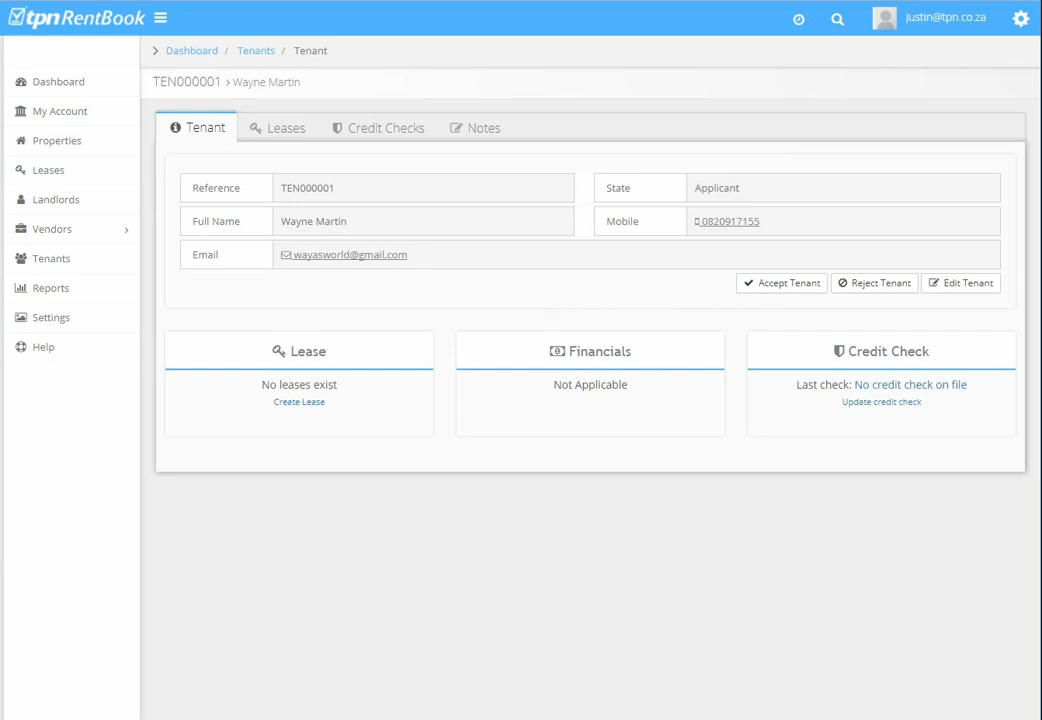 tpnRentBook
justin@tpn.co.za
Dashboard / Tenants / Tenant
TEN000001 > Wayne Martin
Dashboard
My Account
Properties
Leases
Landlords
Vendors
Tenants
Reports
Settings
Help
Tenant Leases Credit Checks Notes
Reference TEN000001 State Applicant
Full Name Wayne Martin Mobile 0820917155
Email wayasworld@gmail.com
Accept Tenant Reject Tenant Edit Tenant
Lease
No leases exist
Create Lease
Financials
Not Applicable
Credit Check
Last check: No credit check on file
Update credit check